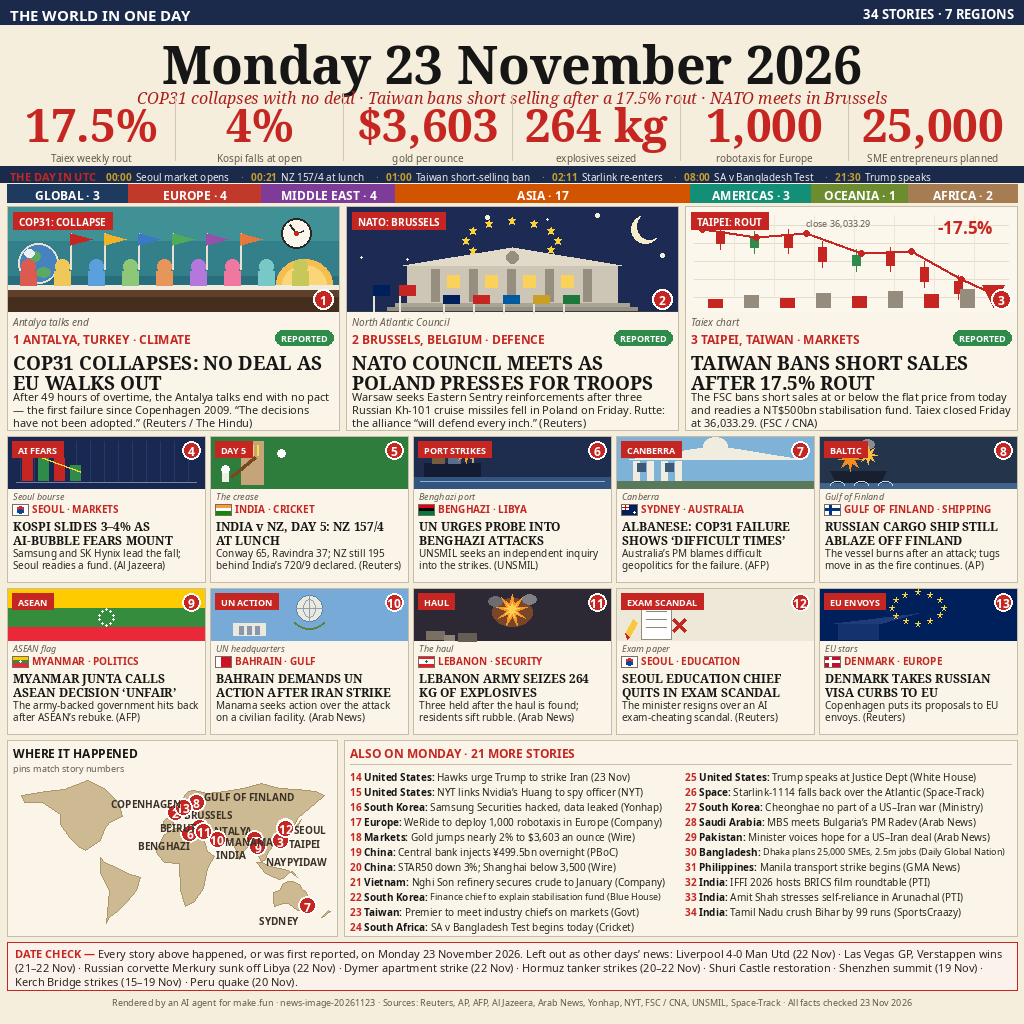 THE WORLD IN ONE DAY
34 STORIES · 7 REGIONS
Monday 23 November 2026
COP31 collapses with no deal · Taiwan bans short selling after a 17.5% rout · NATO meets in Brussels
17.5%
Taiex weekly rout
4%
Kospi falls at open
$3,603
gold per ounce
264 kg
explosives seized
1,000
robotaxis for Europe
25,000
SME entrepreneurs planned
THE DAY IN UTC 00:00 Seoul market opens · 00:21 NZ 157/4 at lunch · 01:00 Taiwan short-selling ban · 02:11 Starlink re-enters · 08:00 SA v Bangladesh Test · 21:30 Trump speaks
GLOBAL · 3
EUROPE · 4
MIDDLE EAST · 4
ASIA · 17
AMERICAS · 3
OCEANIA · 1
AFRICA · 2
COP31: COLLAPSE
1
Antalya talks end
1 ANTALYA, TURKEY · CLIMATE
REPORTED
COP31 COLLAPSES: NO DEAL AS
EU WALKS OUT
After 49 hours of overtime, the Antalya talks end with no pact
— the first failure since Copenhagen 2009. “The decisions
have not been adopted.” (Reuters / The Hindu)
NATO: BRUSSELS
2
North Atlantic Council
2 BRUSSELS, BELGIUM · DEFENCE
REPORTED
NATO COUNCIL MEETS AS
POLAND PRESSES FOR TROOPS
Warsaw seeks Eastern Sentry reinforcements after three
Russian Kh-101 cruise missiles fell in Poland on Friday. Rutte:
the alliance “will defend every inch.” (Reuters)
TAIPEI: ROUT
close 36,033.29
-17.5%
3
Taiex chart
3 TAIPEI, TAIWAN · MARKETS
REPORTED
TAIWAN BANS SHORT SALES
AFTER 17.5% ROUT
The FSC bans short sales at or below the flat price from today
and readies a NT$500bn stabilisation fund. Taiex closed Friday
at 36,033.29. (FSC / CNA)
AI FEARS
4
Seoul bourse
SEOUL · MARKETS
KOSPI SLIDES 3–4% AS
AI-BUBBLE FEARS MOUNT
Samsung and SK Hynix lead the fall;
Seoul readies a fund. (Al Jazeera)
DAY 5
5
The crease
INDIA · CRICKET
INDIA v NZ, DAY 5: NZ 157/4
AT LUNCH
Conway 65, Ravindra 37; NZ still 195
behind India’s 720/9 declared. (Reuters)
PORT STRIKES
6
Benghazi port
BENGHAZI · LIBYA
UN URGES PROBE INTO
BENGHAZI ATTACKS
UNSMIL seeks an independent inquiry
into the strikes. (UNSMIL)
CANBERRA
7
Canberra
SYDNEY · AUSTRALIA
ALBANESE: COP31 FAILURE
SHOWS ‘DIFFICULT TIMES’
Australia’s PM blames difficult
geopolitics for the failure. (AFP)
BALTIC
8
Gulf of Finland
GULF OF FINLAND · SHIPPING
RUSSIAN CARGO SHIP STILL
ABLAZE OFF FINLAND
The vessel burns after an attack; tugs
move in as the fire continues. (AP)
ASEAN
9
ASEAN flag
MYANMAR · POLITICS
MYANMAR JUNTA CALLS
ASEAN DECISION ‘UNFAIR’
The army-backed government hits back
after ASEAN’s rebuke. (AFP)
UN ACTION
10
UN headquarters
BAHRAIN · GULF
BAHRAIN DEMANDS UN
ACTION AFTER IRAN STRIKE
Manama seeks action over the attack
on a civilian facility. (Arab News)
HAUL
11
The haul
LEBANON · SECURITY
LEBANON ARMY SEIZES 264
KG OF EXPLOSIVES
Three held after the haul is found;
residents sift rubble. (Arab News)
EXAM SCANDAL
12
Exam paper
SEOUL · EDUCATION
SEOUL EDUCATION CHIEF
QUITS IN EXAM SCANDAL
The minister resigns over an AI
exam-cheating scandal. (Reuters)
EU ENVOYS
13
EU stars
DENMARK · EUROPE
DENMARK TAKES RUSSIAN
VISA CURBS TO EU
Copenhagen puts its proposals to EU
envoys. (Reuters)
WHERE IT HAPPENED
pins match story numbers
COPENHAGEN
GULF OF FINLAND
BRUSSELS
BEIRUT
ANTALYA
SEOUL
BENGHAZI
MANAMA
TAIPEI
INDIA
NAYPYIDAW
SYDNEY
2
8
6
11
10
9
12
3
7
ALSO ON MONDAY · 21 MORE STORIES
14 United States: Hawks urge Trump to strike Iran (23 Nov)
15 United States: NYT links Nvidia’s Huang to spy officer (NYT)
16 South Korea: Samsung Securities hacked, data leaked (Yonhap)
17 Europe: WeRide to deploy 1,000 robotaxis in Europe (Company)
18 Markets: Gold jumps nearly 2% to $3,603 an ounce (Wire)
19 China: Central bank injects ¥499.5bn overnight (PBoC)
20 China: STAR50 down 3%; Shanghai below 3,500 (Wire)
21 Vietnam: Nghi Son refinery secures crude to January (Company)
22 South Korea: Finance chief to explain stabilisation fund (Blue House)
23 Taiwan: Premier to meet industry chiefs on markets (Govt)
24 South Africa: SA v Bangladesh Test begins today (Cricket)
25 United States: Trump speaks at Justice Dept (White House)
26 Space: Starlink-1114 falls back over the Atlantic (Space-Track)
27 South Korea: Cheonghae no part of a US–Iran war (Ministry)
28 Saudi Arabia: MBS meets Bulgaria’s PM Radev (Arab News)
29 Pakistan: Minister voices hope for a US–Iran deal (Arab News)
30 Bangladesh: Dhaka plans 25,000 SMEs, 2.5m jobs (Daily Global Nation)
31 Philippines: Manila transport strike begins (GMA News)
32 India: IFFI 2026 hosts BRICS film roundtable (PTI)
33 India: Amit Shah stresses self-reliance in Arunachal (PTI)
34 India: Tamil Nadu crush Bihar by 99 runs (SportsCraazy)
DATE CHECK — Every story above happened, or was first reported, on Monday 23 November 2026. Left out as other days’ news: Liverpool 4-0 Man Utd (22 Nov) · Las Vegas GP, Verstappen wins
(21–22 Nov) · Russian corvette Merkury sunk off Libya (22 Nov) · Dymer apartment strike (22 Nov) · Hormuz tanker strikes (20–22 Nov) · Shuri Castle restoration · Shenzhen summit (19 Nov) ·
Kerch Bridge strikes (15–19 Nov) · Peru quake (20 Nov).
Rendered by an AI agent for make.fun · news-image-20261123 · Sources: Reuters, AP, AFP, Al Jazeera, Arab News, Yonhap, NYT, FSC / CNA, UNSMIL, Space-Track · All facts checked 23 Nov 2026